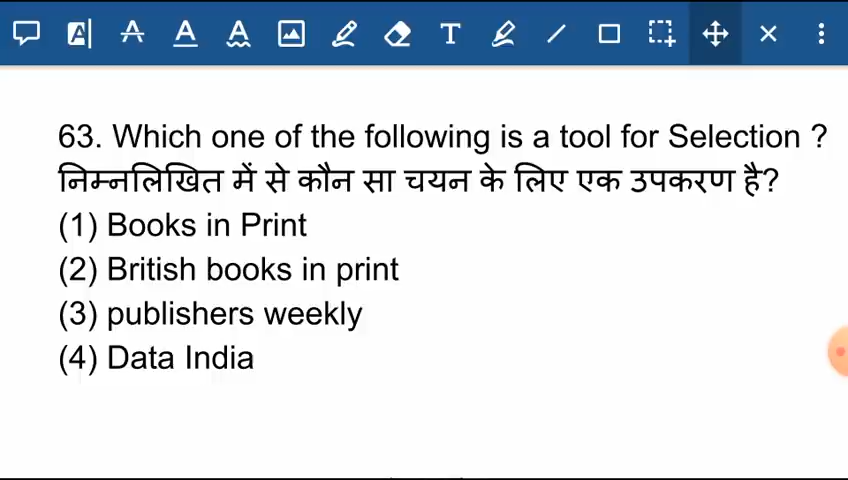 63. Which one of the following is a tool for Selection ?
निम्नलिखित में से कौन सा चयन के लिए एक उपकरण है?
(1) Books in Print
(2) British books in print
(3) publishers weekly
(4) Data India